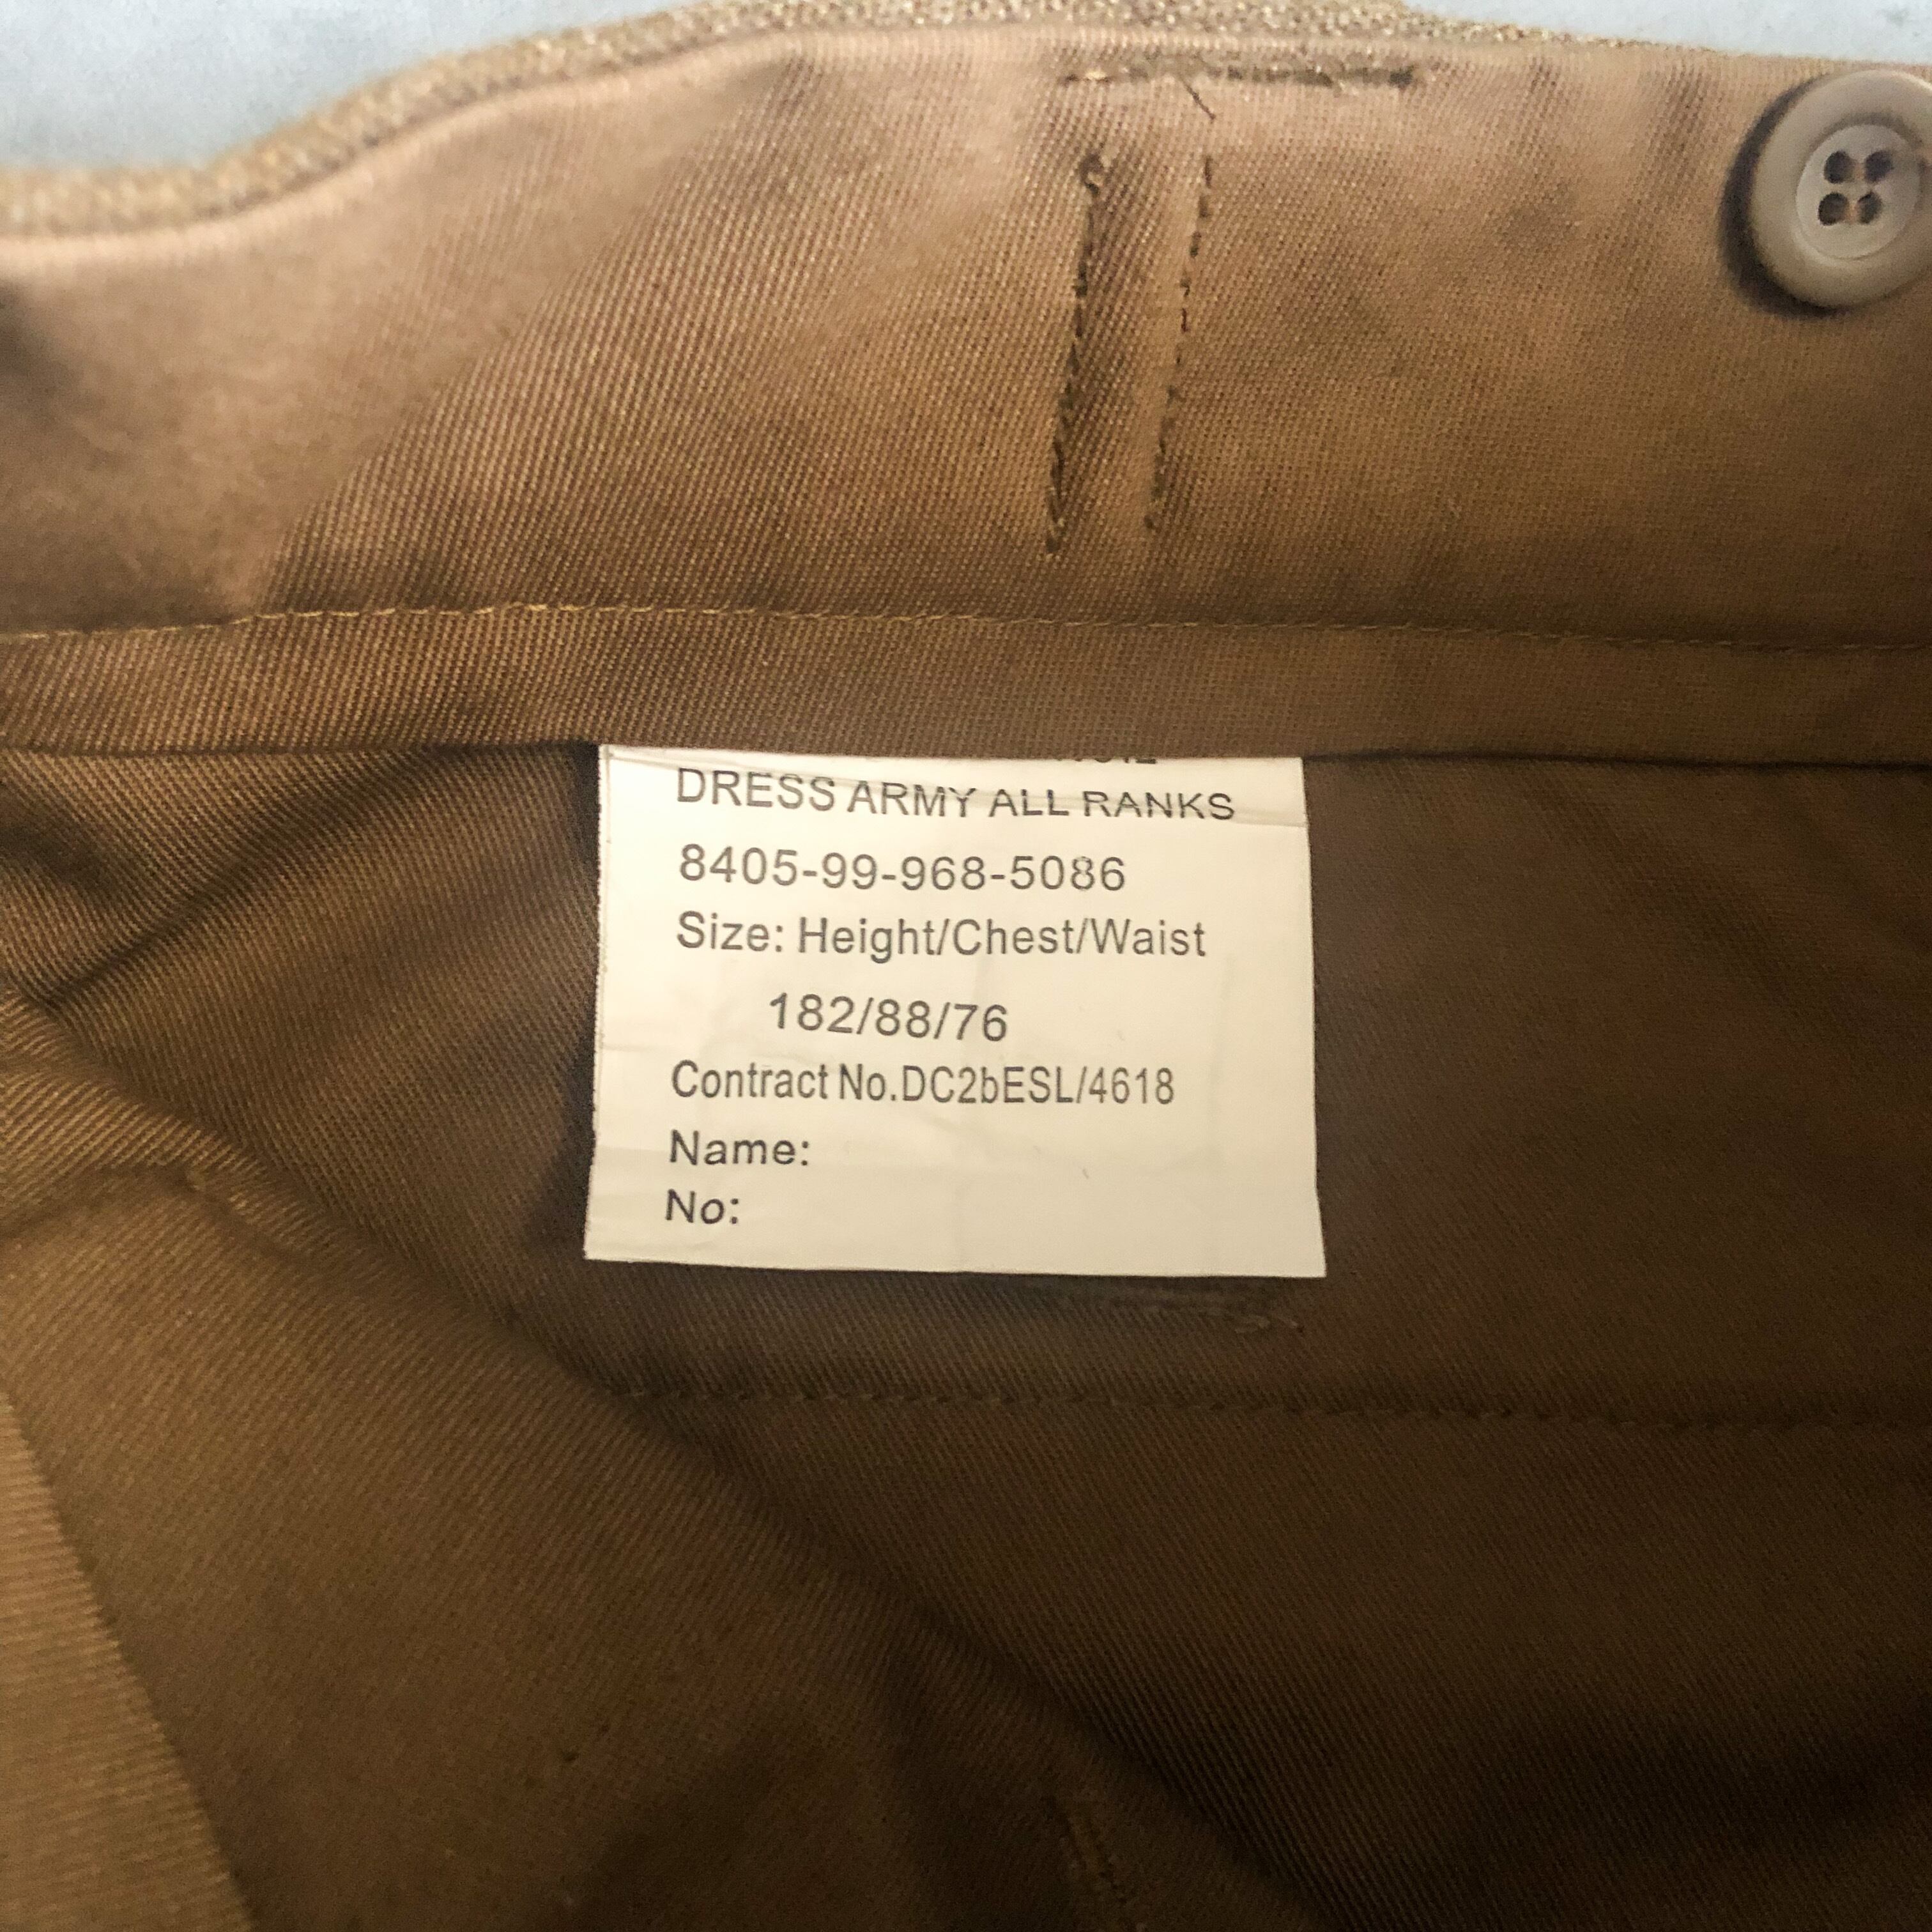 DRESS ARMY ALL RANKS
8405-99-968-5086
Size: Height/Chest/Waist
182/88/76
Contract No.DC2bESL/4618
Name:
No: